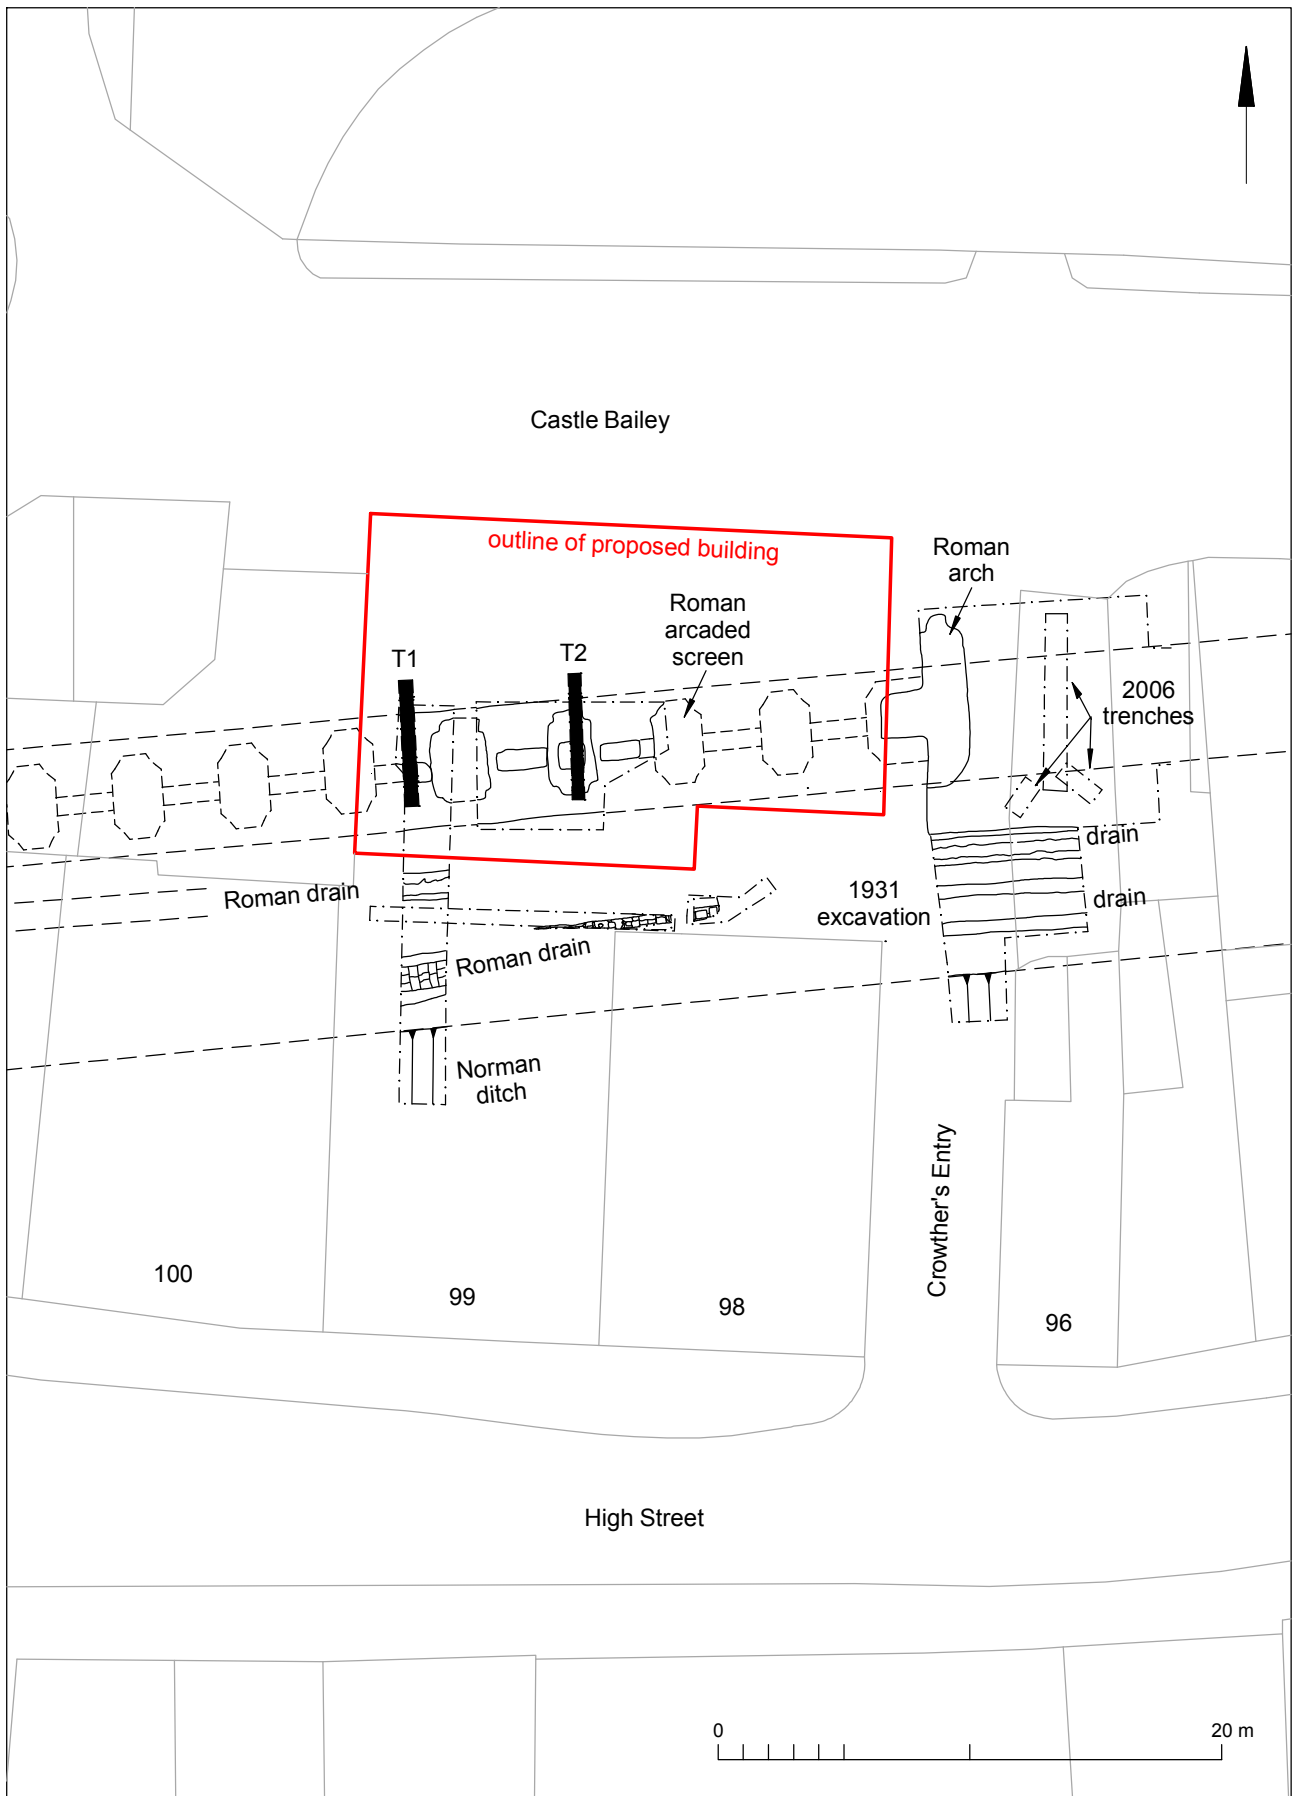 Castle Bailey
outline of proposed building
Roman
arch
Roman
arcaded
screen
T1
T2
2006
trenches
drain
Roman drain
1931
excavation
drain
Roman drain
Norman
ditch
Crowther's Entry
100
99
98
96
High Street
0
20 m